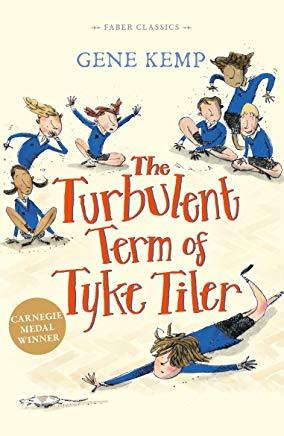 FABER CLASSICS
GENE KEMP
The
Turbulent
Term of
Tyke Tiler
CARNEGIE
MEDAL
WINNER